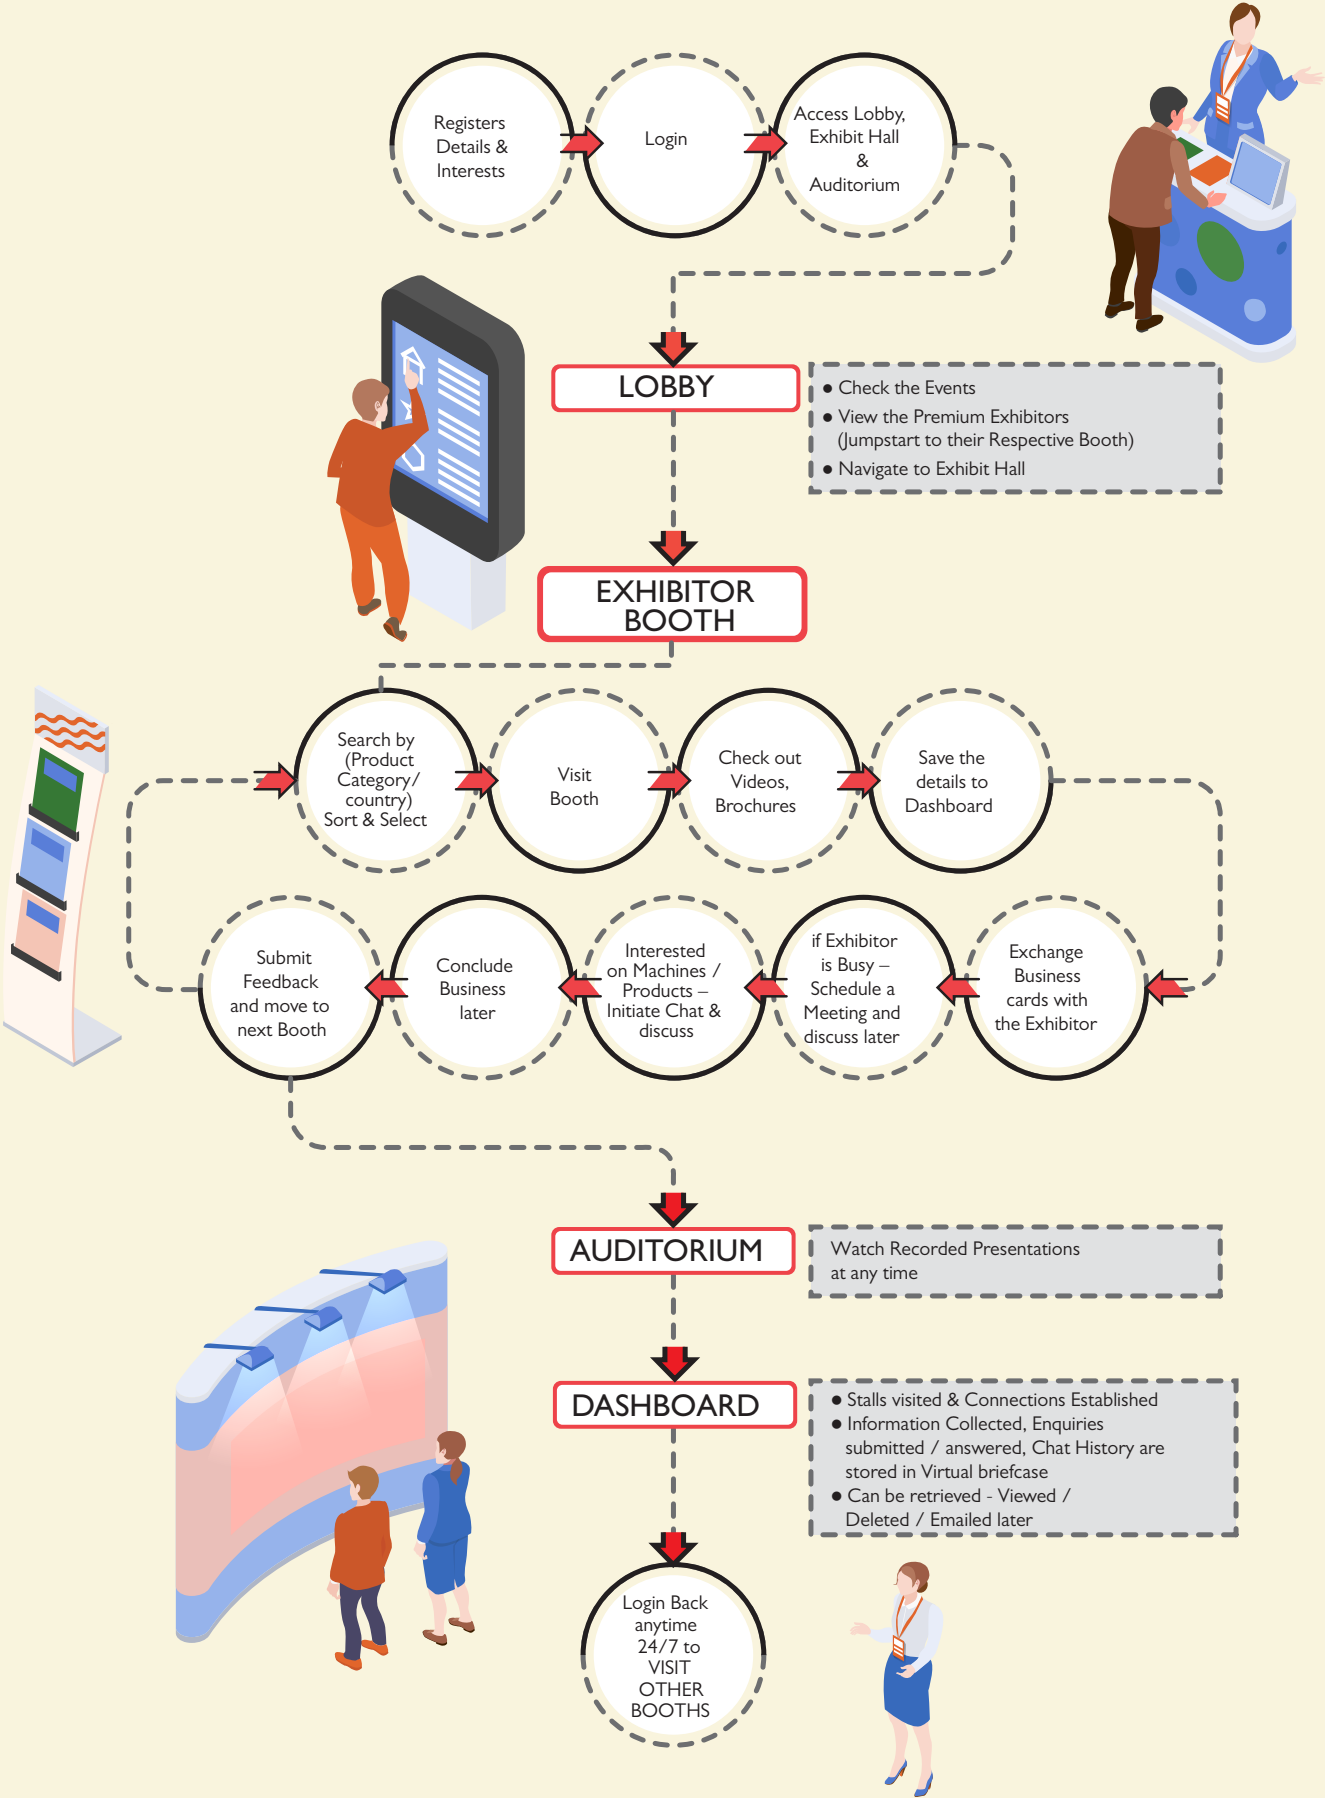 Registers
Details &
Interests
Login
Access Lobby,
Exhibit Hall
&
Auditorium
LOBBY
● Check the Events
● View the Premium Exhibitors
(Jumpstart to their Respective Booth)
● Navigate to Exhibit Hall
EXHIBITOR
BOOTH
Search by
(Product
Category/
country)
Sort & Select
Visit
Booth
Check out
Videos,
Brochures
Save the
details to
Dashboard
Exchange
Business
cards with
the Exhibitor
if Exhibitor
is Busy –
Schedule a
Meeting and
discuss later
Interested
on Machines /
Products –
Initiate Chat &
discuss
Conclude
Business
later
Submit
Feedback
and move to
next Booth
AUDITORIUM
Watch Recorded Presentations
at any time
DASHBOARD
● Stalls visited & Connections Established
● Information Collected, Enquiries
submitted / answered, Chat History are
stored in Virtual briefcase
● Can be retrieved - Viewed /
Deleted / Emailed later
Login Back
anytime
24/7 to
VISIT
OTHER
BOOTHS